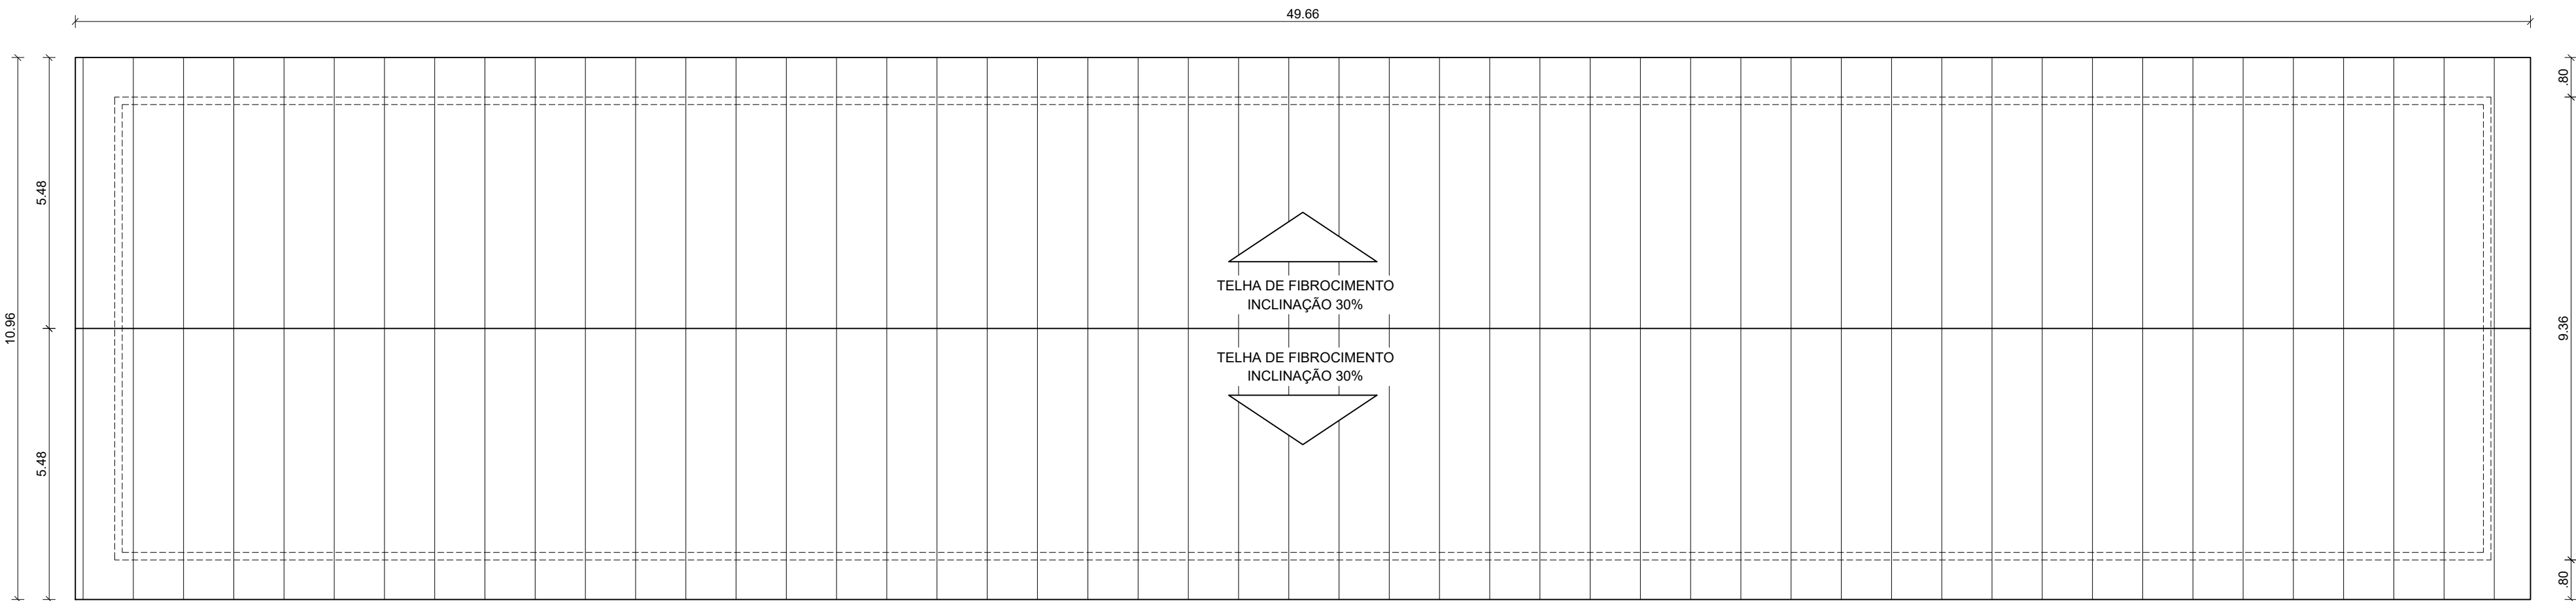 49.66
.80
5.48
TELHA DE FIBROCIMENTO
INCLINAÇÃO 30%
10.96
9.36
TELHA DE FIBROCIMENTO
INCLINAÇÃO 30%
5.48
.80